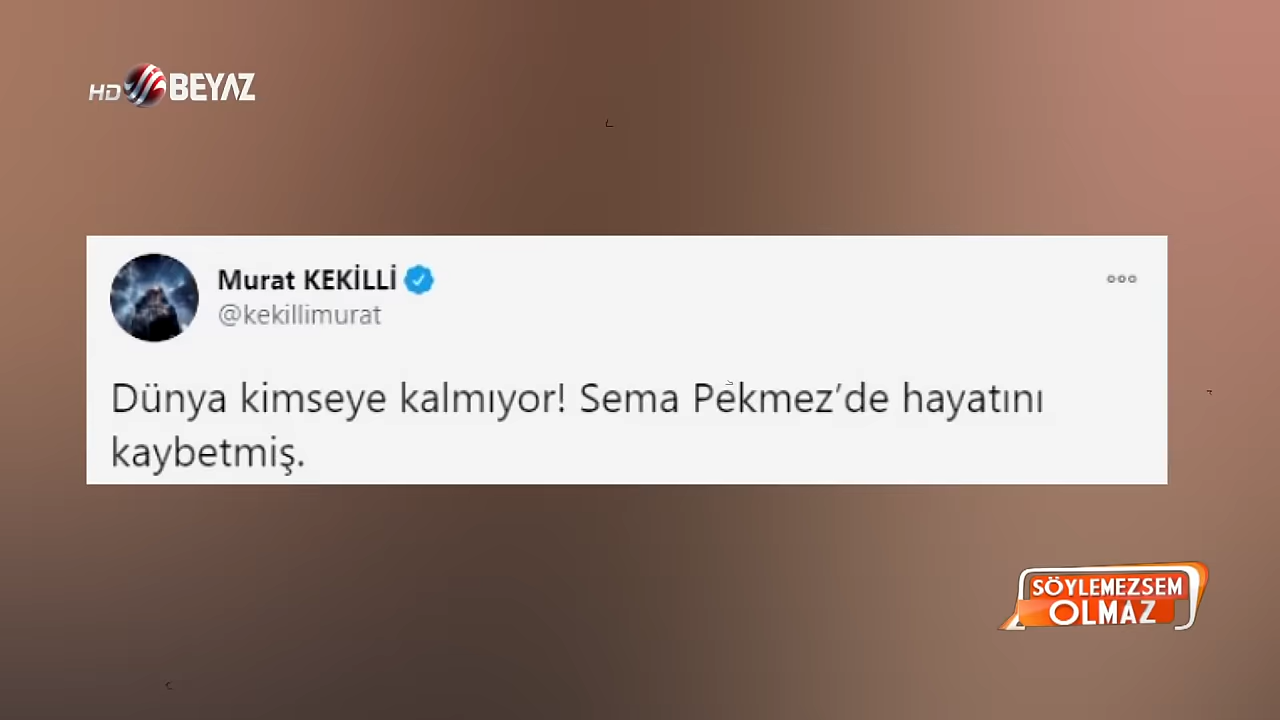 HD BEYAZ
Murat KEKİLLİ
@kekillimurat
Dünya kimseye kalmıyor! Sema Pekmez'de hayatını
kaybetmiş.
SÖYLEMEZSEM
OLMAZ